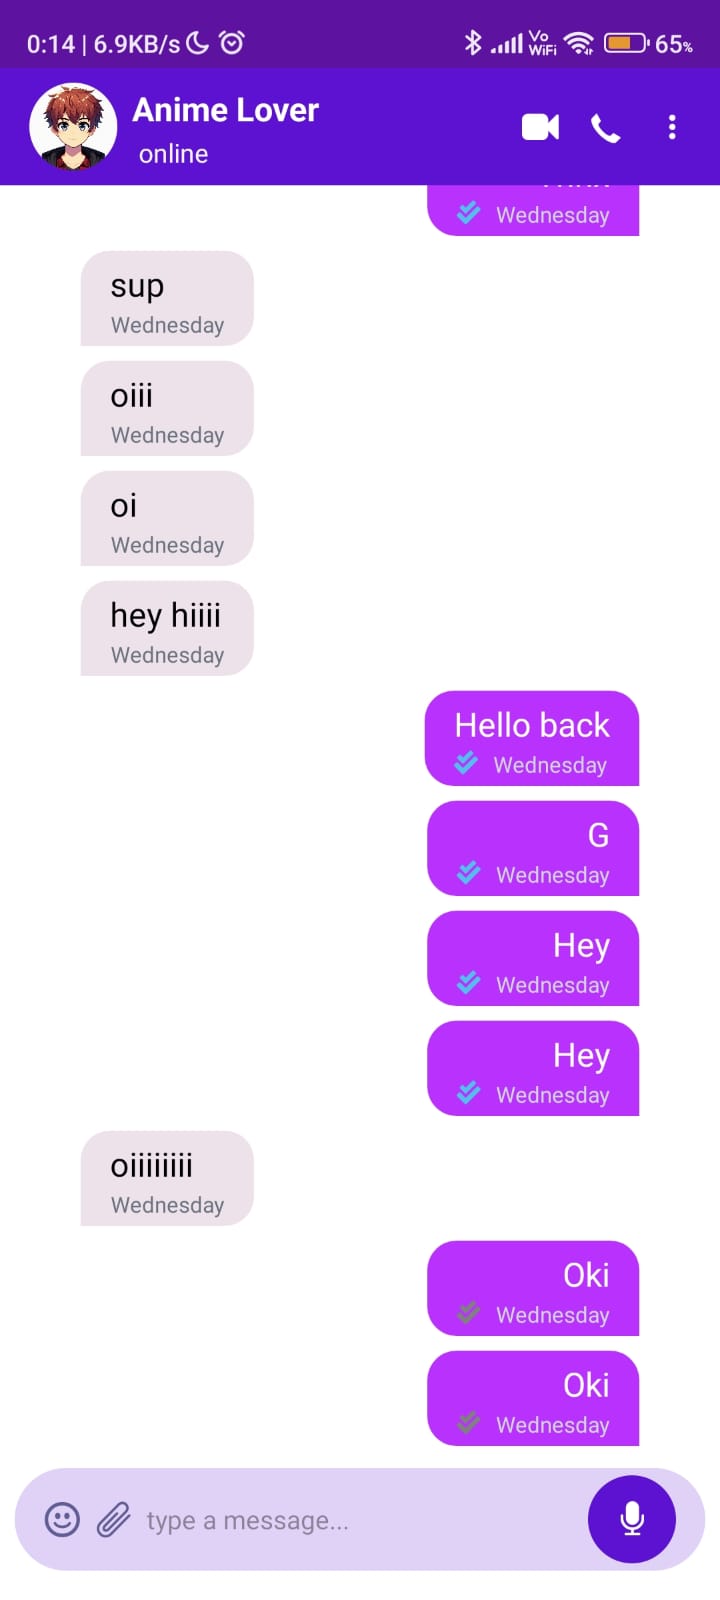 0:14 | 6.9KB/s Vo WiFi 65%
Anime Lover
online
Wednesday
sup
Wednesday
oiii
Wednesday
oi
Wednesday
hey hiiii
Wednesday
Hello back
Wednesday
G
Wednesday
Hey
Wednesday
Hey
Wednesday
oiiiiiiii
Wednesday
Oki
Wednesday
Oki
Wednesday
type a message...